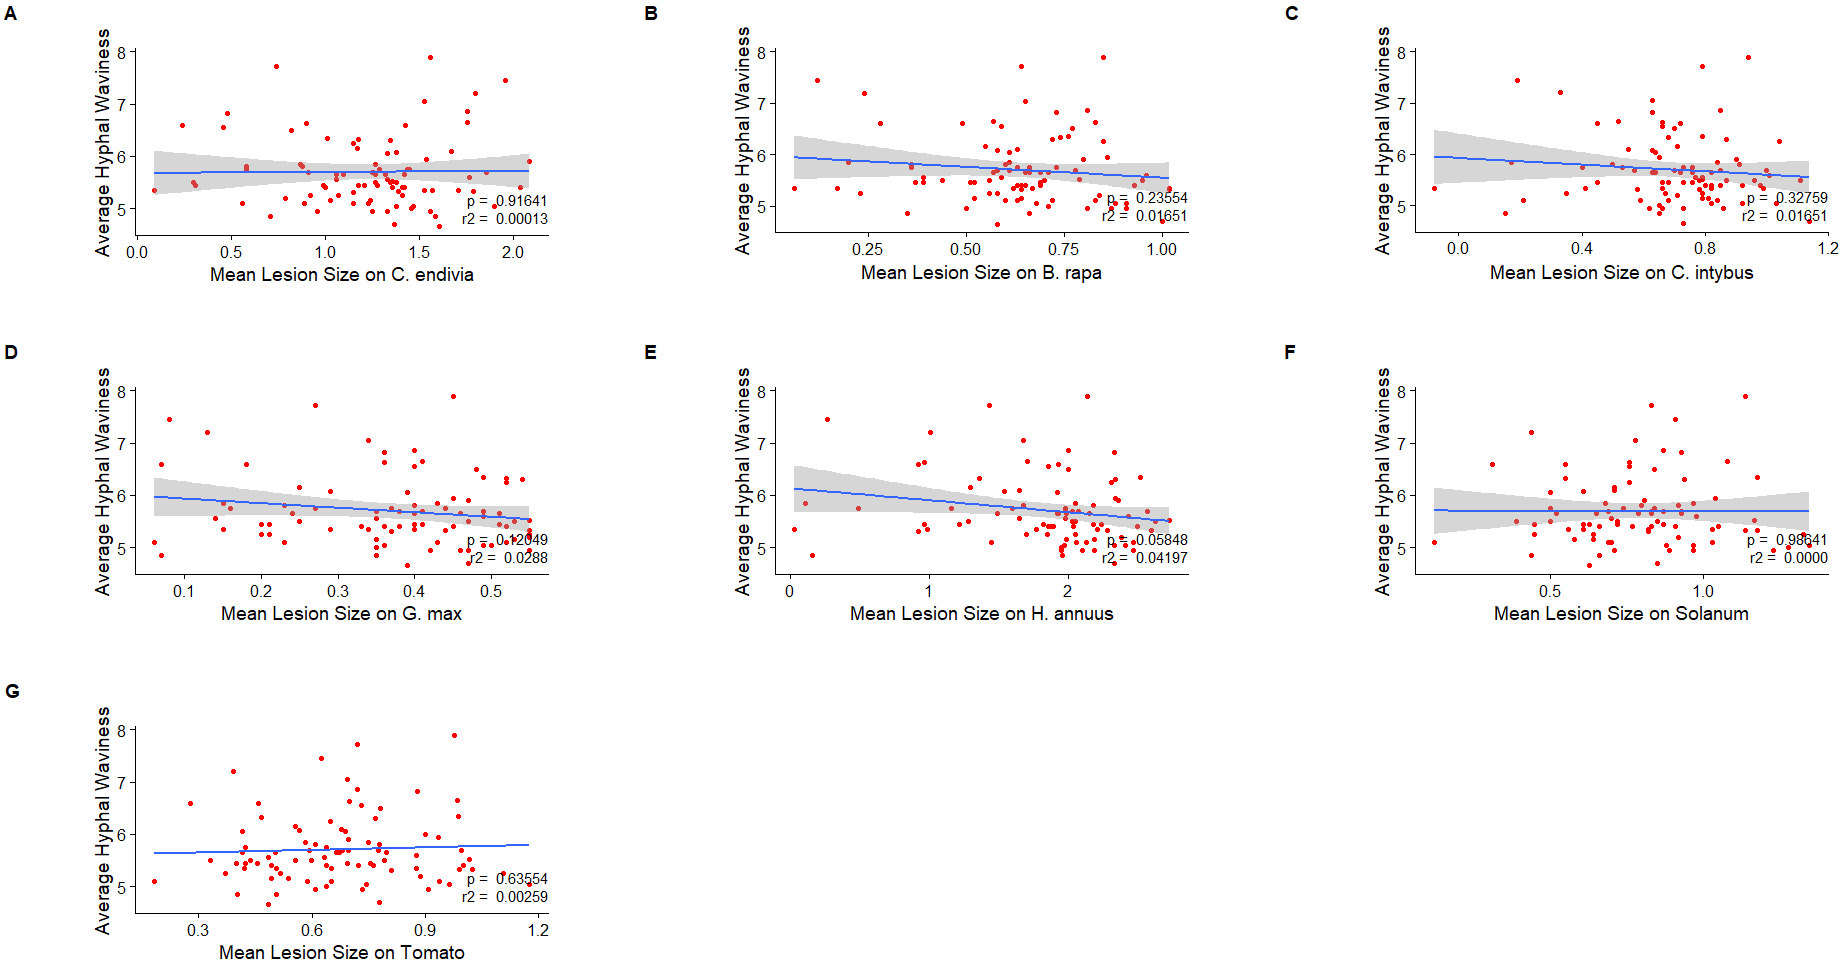 A
Average Hyphal Waviness
8
7
6
5
p = 0.91641
r2 = 0.00013
0.0 0.5 1.0 1.5 2.0
Mean Lesion Size on C. endivia
B
Average Hyphal Waviness
8
7
6
5
p = 0.23554
r2 = 0.01651
0.25 0.50 0.75 1.00
Mean Lesion Size on B. rapa
C
Average Hyphal Waviness
8
7
6
5
p = 0.32759
r2 = 0.01651
0.0 0.4 0.8 1.2
Mean Lesion Size on C. intybus
D
Average Hyphal Waviness
8
7
6
5
p = 0.12049
r2 = 0.0288
0.1 0.2 0.3 0.4 0.5
Mean Lesion Size on G. max
E
Average Hyphal Waviness
8
7
6
5
p = 0.05848
r2 = 0.04197
0 1 2
Mean Lesion Size on H. annuus
F
Average Hyphal Waviness
8
7
6
5
p = 0.98641
r2 = 0.0000
0.5 1.0
Mean Lesion Size on Solanum
G
Average Hyphal Waviness
8
7
6
5
p = 0.63554
r2 = 0.00259
0.3 0.6 0.9 1.2
Mean Lesion Size on Tomato